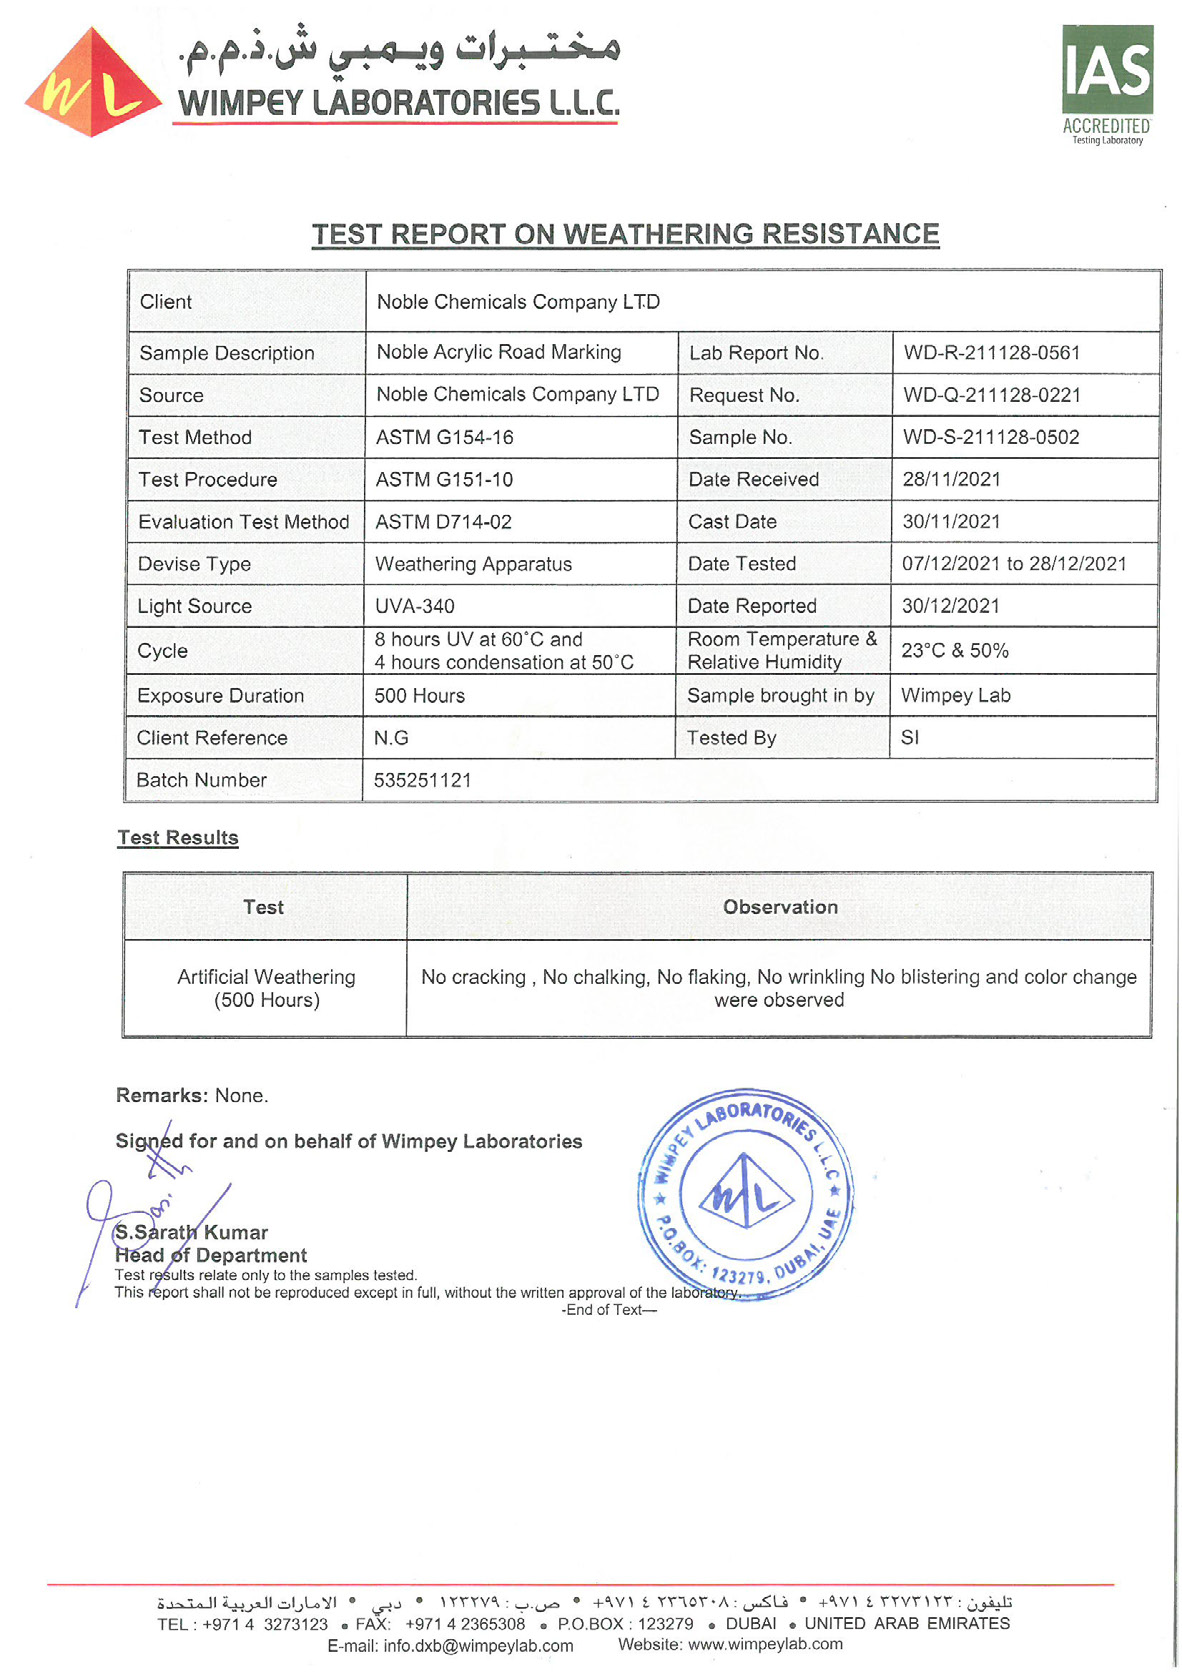 مختبرات ويمبي ش.ذ.م.م.
WIMPEY LABORATORIES L.L.C.
WL
IAS
ACCREDITED
Testing Laboratory
TEST REPORT ON WEATHERING RESISTANCE
Client Noble Chemicals Company LTD
Sample Description Noble Acrylic Road Marking Lab Report No. WD-R-211128-0561
Source Noble Chemicals Company LTD Request No. WD-Q-211128-0221
Test Method ASTM G154-16 Sample No. WD-S-211128-0502
Test Procedure ASTM G151-10 Date Received 28/11/2021
Evaluation Test Method ASTM D714-02 Cast Date 30/11/2021
Devise Type Weathering Apparatus Date Tested 07/12/2021 to 28/12/2021
Light Source UVA-340 Date Reported 30/12/2021
Cycle 8 hours UV at 60°C and
4 hours condensation at 50°C
Room Temperature &
Relative Humidity
23°C & 50%
Exposure Duration 500 Hours Sample brought in by Wimpey Lab
Client Reference N.G Tested By SI
Batch Number 535251121
Test Results
Test Observation
Artificial Weathering
(500 Hours)
No cracking , No chalking, No flaking, No wrinkling No blistering and color change
were observed
Remarks: None.
Signed for and on behalf of Wimpey Laboratories
S.Sarath Kumar
Head of Department
Test results relate only to the samples tested.
This report shall not be reproduced except in full, without the written approval of the laboratory.
-End of Text—
★ WIMPEY LABORATORIES L.L.C ★
P.O.BOX: 123279, DUBAI, UAE
WL
تليفون : ٣٢٧٣١٢٣ ٤ ٩٧١+ • فاكس : ٢٣٦٥٣٠٨ ٤ ٩٧١+ • ص.ب : ١٢٣٢٧٩ • دبي • الامارات العربية المتحدة
TEL : +971 4 3273123 • FAX: +971 4 2365308 • P.O.BOX : 123279 • DUBAI • UNITED ARAB EMIRATES
E-mail: info.dxb@wimpeylab.com Website: www.wimpeylab.com